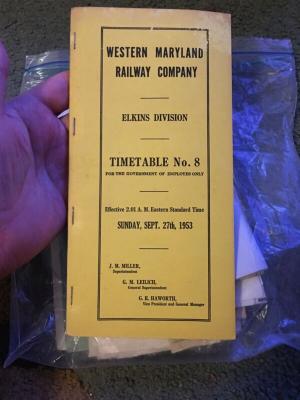 WESTERN MARYLAND
RAILWAY COMPANY
ELKINS DIVISION
TIMETABLE No. 8
FOR THE GOVERNMENT OF EMPLOYES ONLY
Effective 2.01 A. M. Eastern Standard Time
SUNDAY, SEPT. 27th, 1953
J. M. MILLER,
Superintendent
G. M. LEILICH,
General Superintendent
G. R. HAWORTH,
Vice President and General Manager